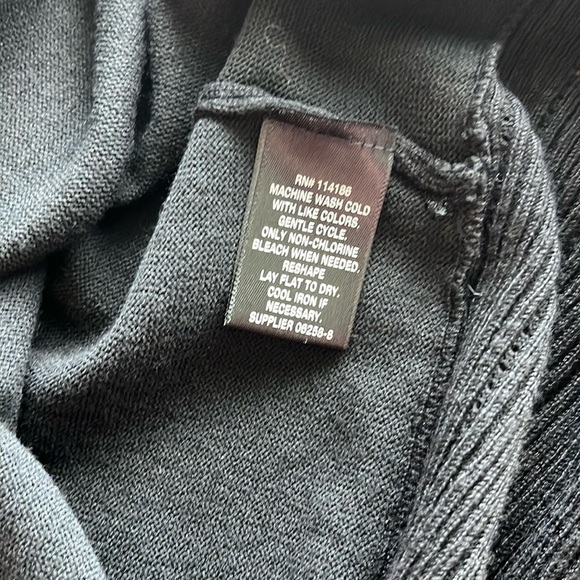 RN# 114186
MACHINE WASH COLD
WITH LIKE COLORS,
GENTLE CYCLE.
ONLY NON-CHLORINE
BLEACH WHEN NEEDED.
RESHAPE
LAY FLAT TO DRY.
COOL IRON IF
NECESSARY.
SUPPLIER 06258-8